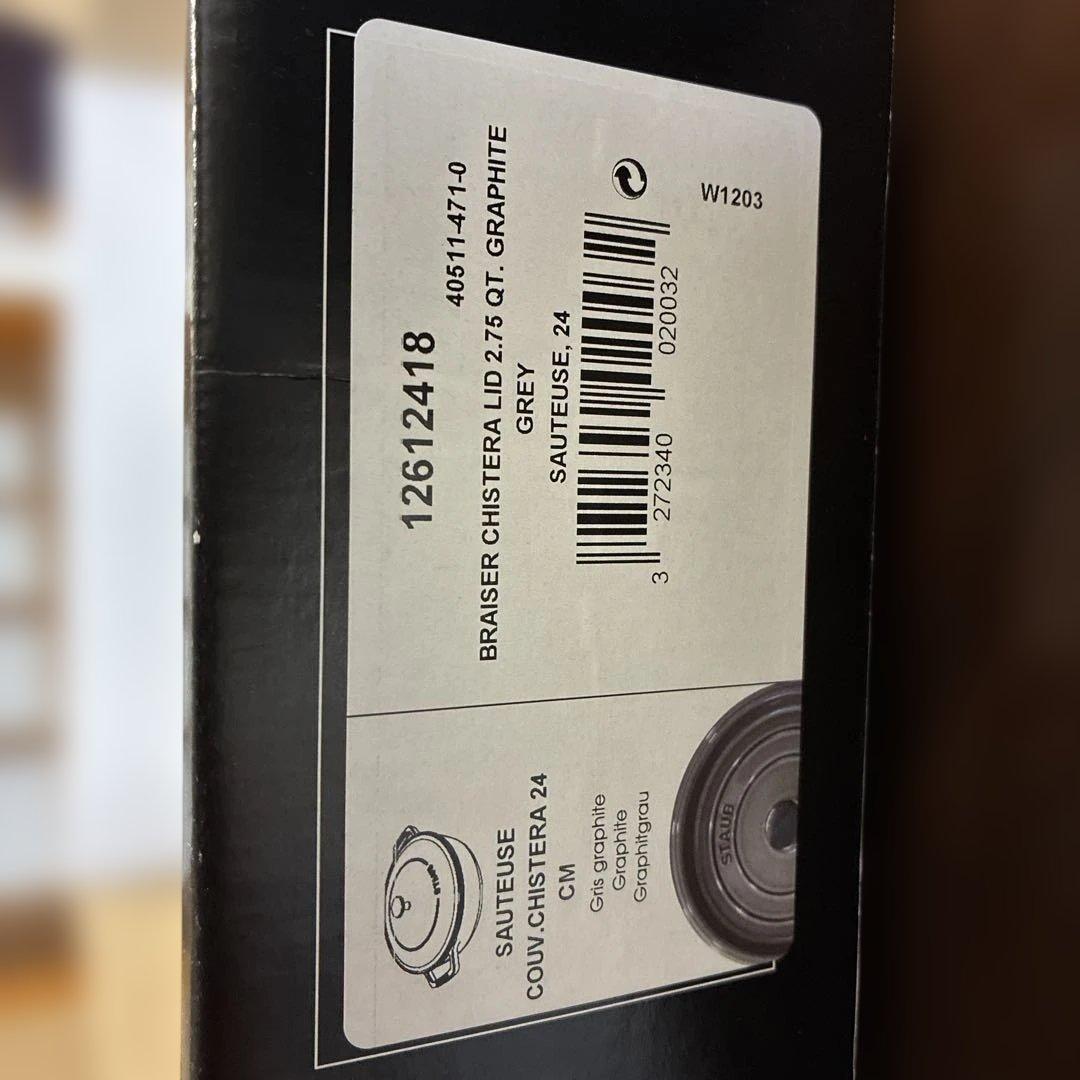 SAUTEUSE
COUV.CHISTERA 24
CM
Gris graphite
Graphite
Graphitgrau
STAUB
12612418
40511-471-0
BRAISER CHISTERA LID 2.75 QT. GRAPHITE
GREY
SAUTEUSE, 24
3 272340 020032
W1203